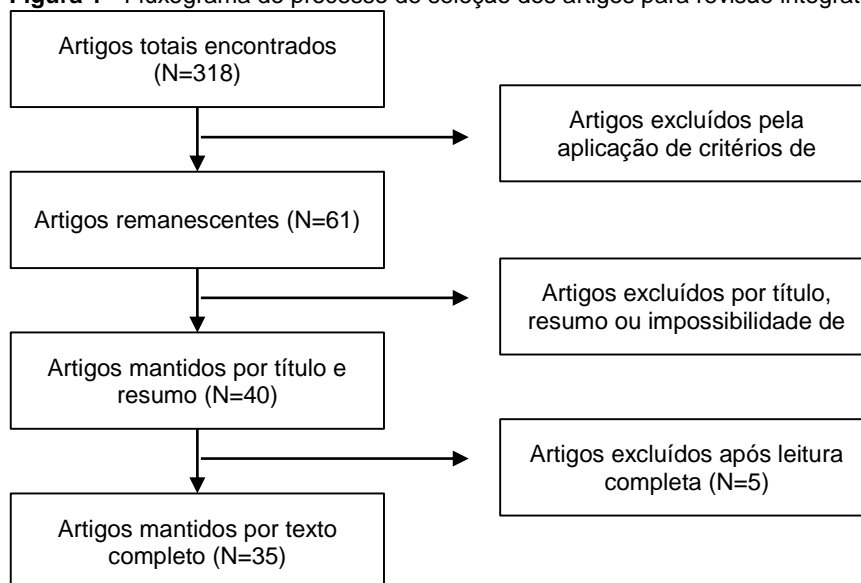 Figura 1 - Fluxograma do processo de seleção dos artigos para revisão
Artigos totais encontrados
(N=318)
Artigos excluídos pela
aplicação de critérios de
Artigos remanescentes (N=61)
Artigos excluídos por título,
resumo ou impossibilidade de
Artigos mantidos por título e
resumo (N=40)
Artigos excluídos após leitura
completa (N=5)
Artigos mantidos por texto
completo (N=35)